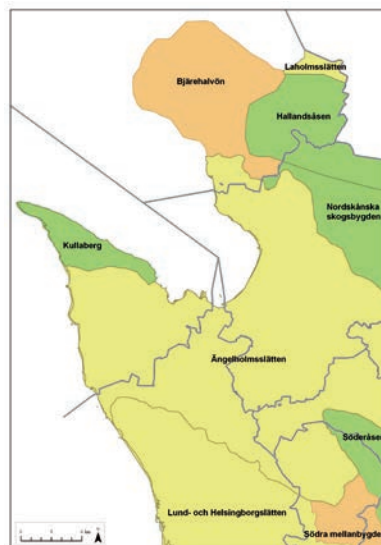 Laholmsslätten
Bjärehalvön
Hallandsåsen
Nordskånska
skogsbygden
Kullaberg
Ängelholmsslätten
Söderåsen
Lund- och Helsingborgslätten
Södra mellanbygden